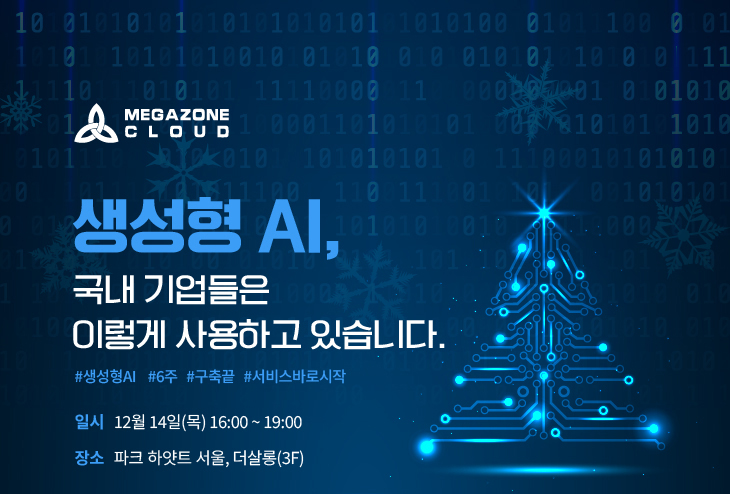 MEGAZONE
CLOUD
생성형 AI,
국내 기업들은
이렇게 사용하고 있습니다.
#생성형AI #6주 #구축끝 #서비스바로시작
일시 12월 14일(목) 16:00 ~ 19:00
장소 파크 하얏트 서울, 더살롱(3F)